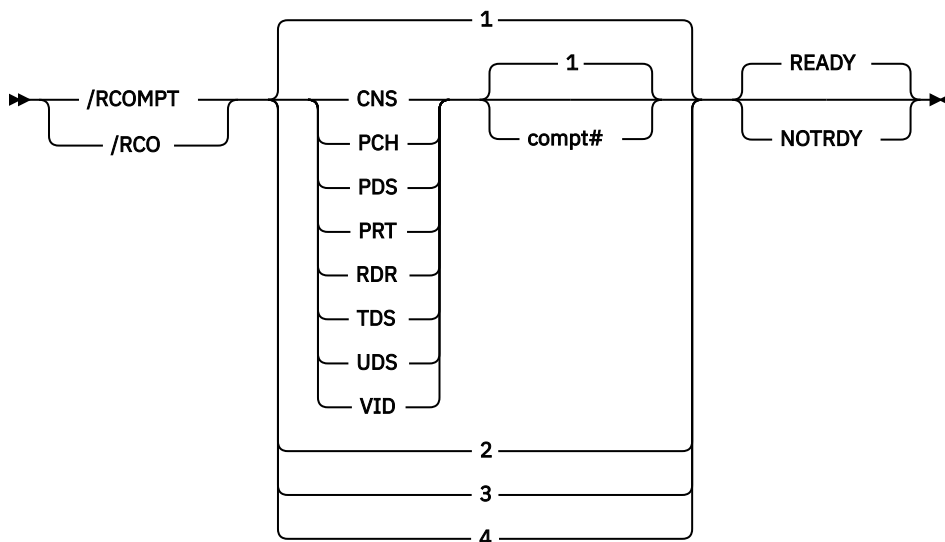 1
1 READY
/RCOMPT CNS
/RCO PCH compt# NOTRDY
PDS
PRT
RDR
TDS
UDS
VID
2
3
4